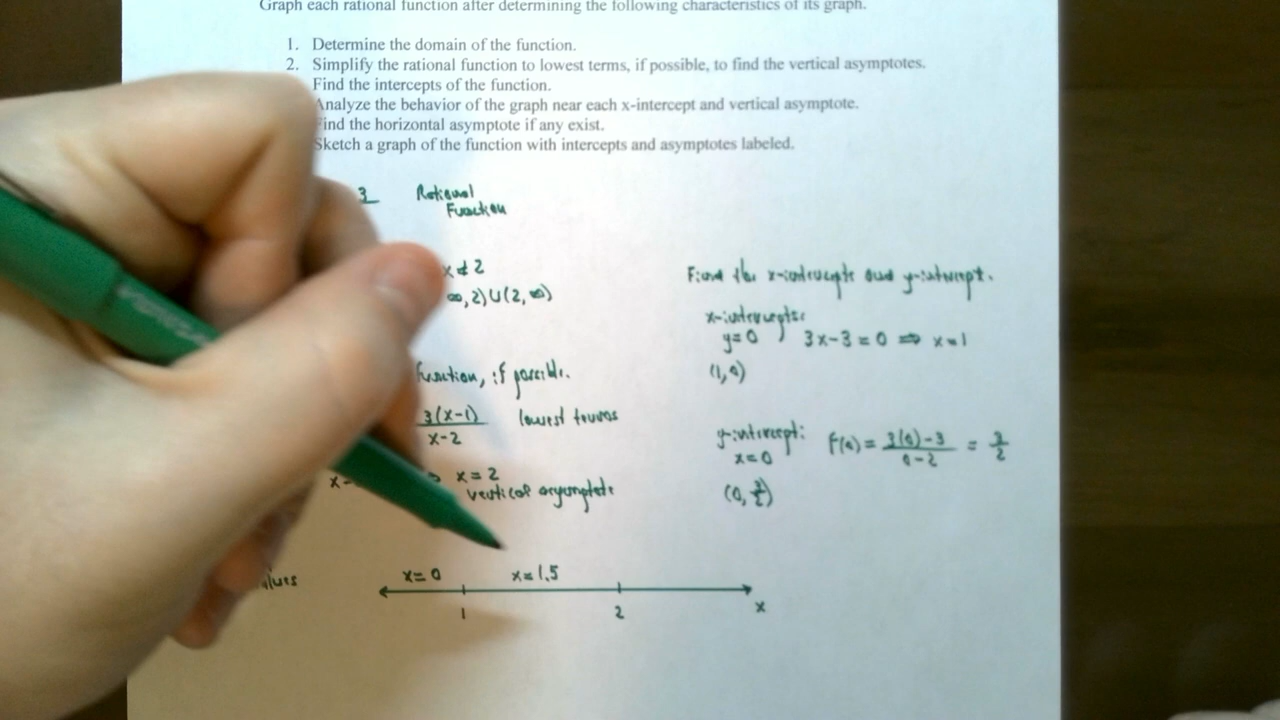 Graph each rational function after determining the following characteristics of its graph.
1. Determine the domain of the function.
2. Simplify the rational function to lowest terms, if possible, to find the vertical asymptotes.
Find the intercepts of the function.
Analyze the behavior of the graph near each x-intercept and vertical asymptote.
Find the horizontal asymptote if any exist.
Sketch a graph of the function with intercepts and asymptotes labeled.
3 Rational
Function
x ≠ 2
∞, 2) ∪ (2, ∞)
function, if possible.
3(x-1)
x-2
lowest terms
x-
x = 2
vertical asymptote
Find the x-intercepts and y-intercept.
x-intercepts:
y=0, 3x-3=0 ⇒ x=1
(1,0)
y-intercept:
x=0
f(0) = 3(0)-3 / 0-2 = 3/2
(0, 3/2)
x=0 x=1.5
1 2 x